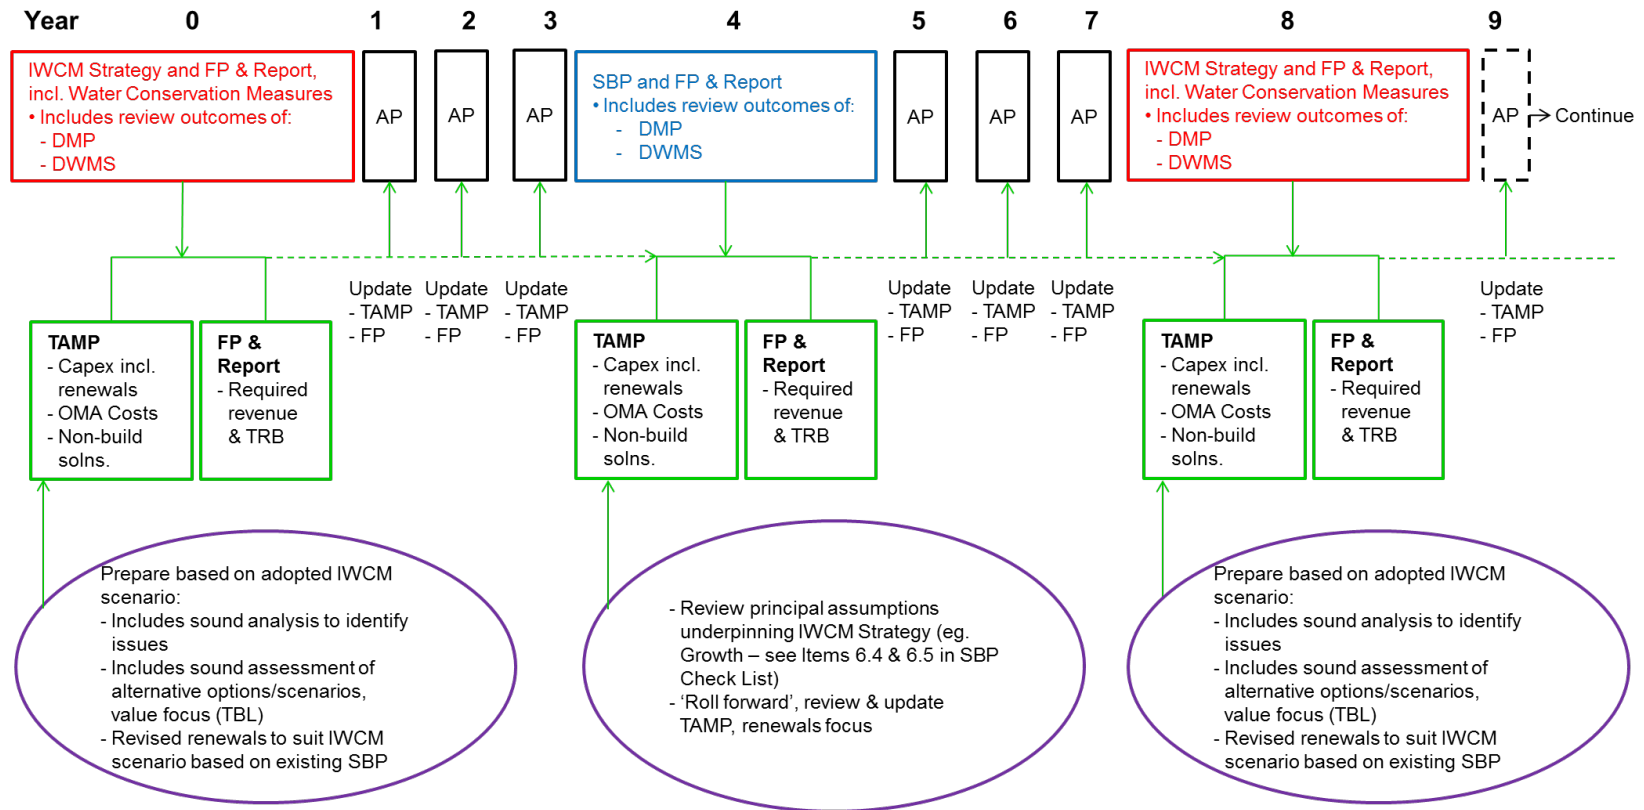 Year 0 1 2 3 4 5 6 7 8 9
IWCM Strategy and FP & Report,
incl. Water Conservation Measures
• Includes review outcomes of:
- DMP
- DWMS
AP
AP
AP
SBP and FP & Report
• Includes review outcomes of:
- DMP
- DWMS
AP
AP
AP
IWCM Strategy and FP & Report,
incl. Water Conservation Measures
• Includes review outcomes of:
- DMP
- DWMS
AP
Continue
Update
- TAMP
- FP
Update
- TAMP
- FP
Update
- TAMP
- FP
Update
- TAMP
- FP
Update
- TAMP
- FP
Update
- TAMP
- FP
Update
- TAMP
- FP
TAMP
- Capex incl.
renewals
- OMA Costs
- Non-build
solns.
FP &
Report
- Required
revenue
& TRB
TAMP
- Capex incl.
renewals
- OMA Costs
- Non-build
solns.
FP &
Report
- Required
revenue
& TRB
TAMP
- Capex incl.
renewals
- OMA Costs
- Non-build
solns.
FP &
Report
- Required
revenue
& TRB
Prepare based on adopted IWCM
scenario:
- Includes sound analysis to identify
issues
- Includes sound assessment of
alternative options/scenarios,
value focus (TBL)
- Revised renewals to suit IWCM
scenario based on existing SBP
- Review principal assumptions
underpinning IWCM Strategy (eg.
Growth – see Items 6.4 & 6.5 in SBP
Check List)
- ‘Roll forward’, review & update
TAMP, renewals focus
Prepare based on adopted IWCM
scenario:
- Includes sound analysis to identify
issues
- Includes sound assessment of
alternative options/scenarios,
value focus (TBL)
- Revised renewals to suit IWCM
scenario based on existing SBP